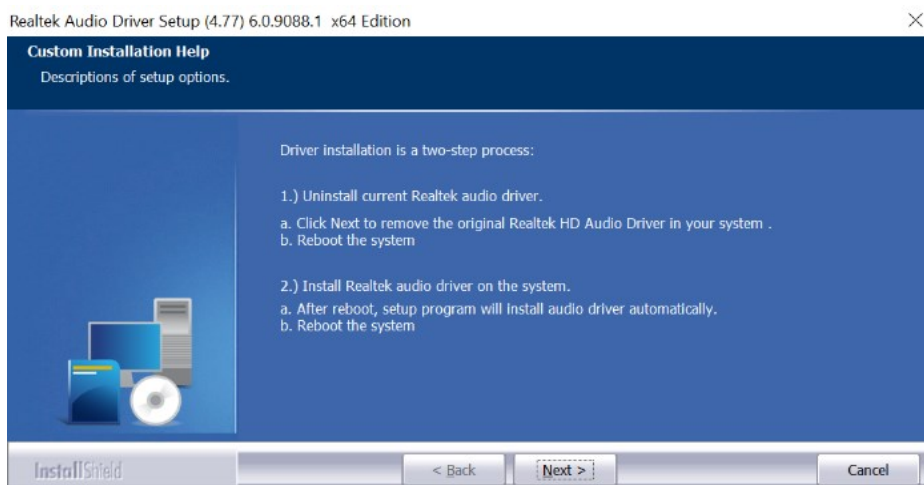 Realtek Audio Driver Setup (4.77) 6.0.9088.1 x64 Edition
Custom Installation Help
Descriptions of setup options.
Driver installation is a two-step process:
1.) Uninstall current Realtek audio driver.
a. Click Next to remove the original Realtek HD Audio Driver in your system .
b. Reboot the system
2.) Install Realtek audio driver on the system.
a. After reboot, setup program will install audio driver automatically.
b. Reboot the system
InstallShield
< Back
Next >
Cancel